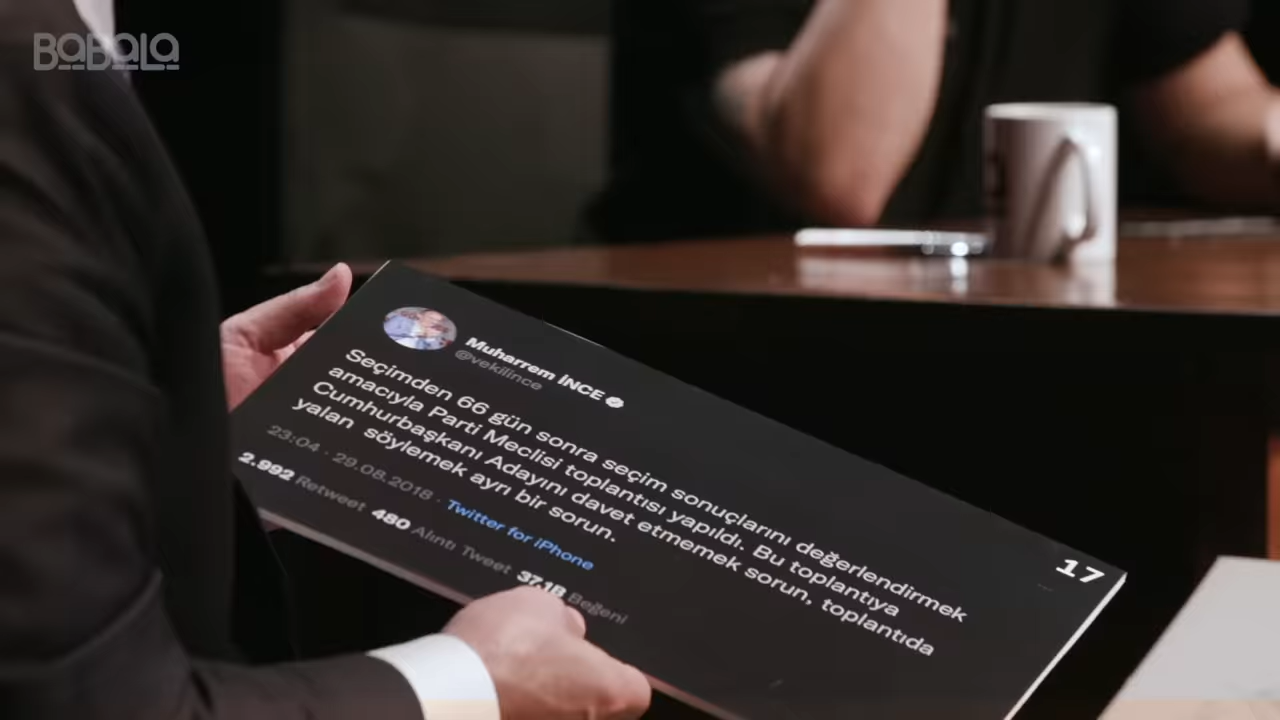 BaBaLa
Muharrem İNCE
@vekilince
Seçimden 66 gün sonra seçim sonuçlarını değerlendirmek
amacıyla Parti Meclisi toplantısı yapıldı. Bu toplantıya
Cumhurbaşkanı Adayını davet etmemek sorun, toplantıda
yalan söylemek ayrı bir sorun.
23:04 · 29.08.2018 · Twitter for iPhone
2.992 Retweet 480 Alıntı Tweet 37,1B Beğeni
17